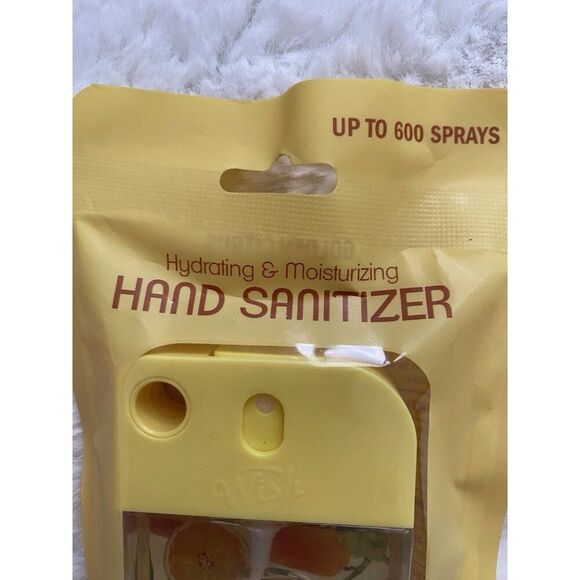 UP TO 600 SPRAYS
Hydrating & Moisturizing
HAND SANITIZER
Wish